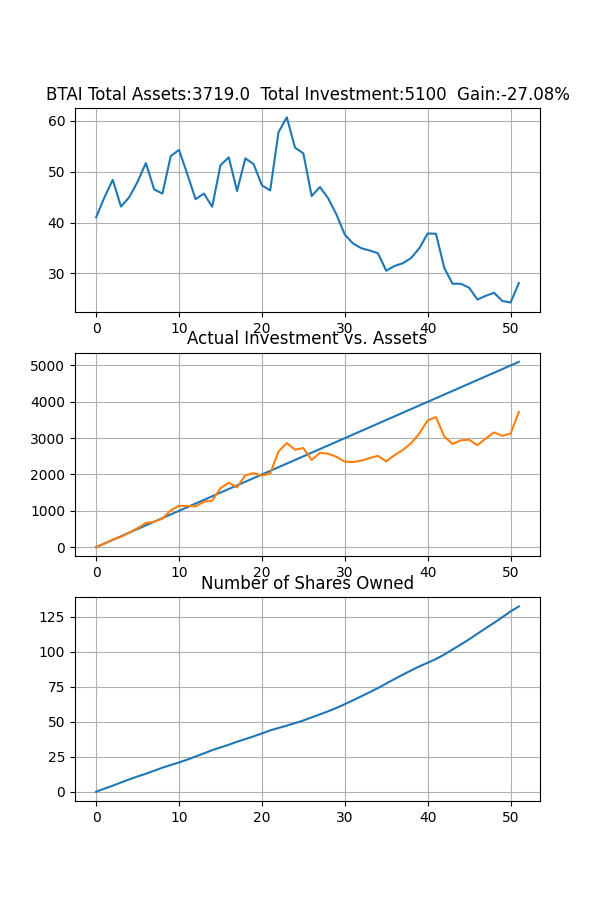 BTAI Total Assets:3719.0  Total Investment:5100  Gain:-27.08%
60
50
40
30
0 10 20 30 40 50
Actual Investment vs. Assets
5000
4000
3000
2000
1000
0
0 10 20 30 40 50
Number of Shares Owned
125
100
75
50
25
0
0 10 20 30 40 50